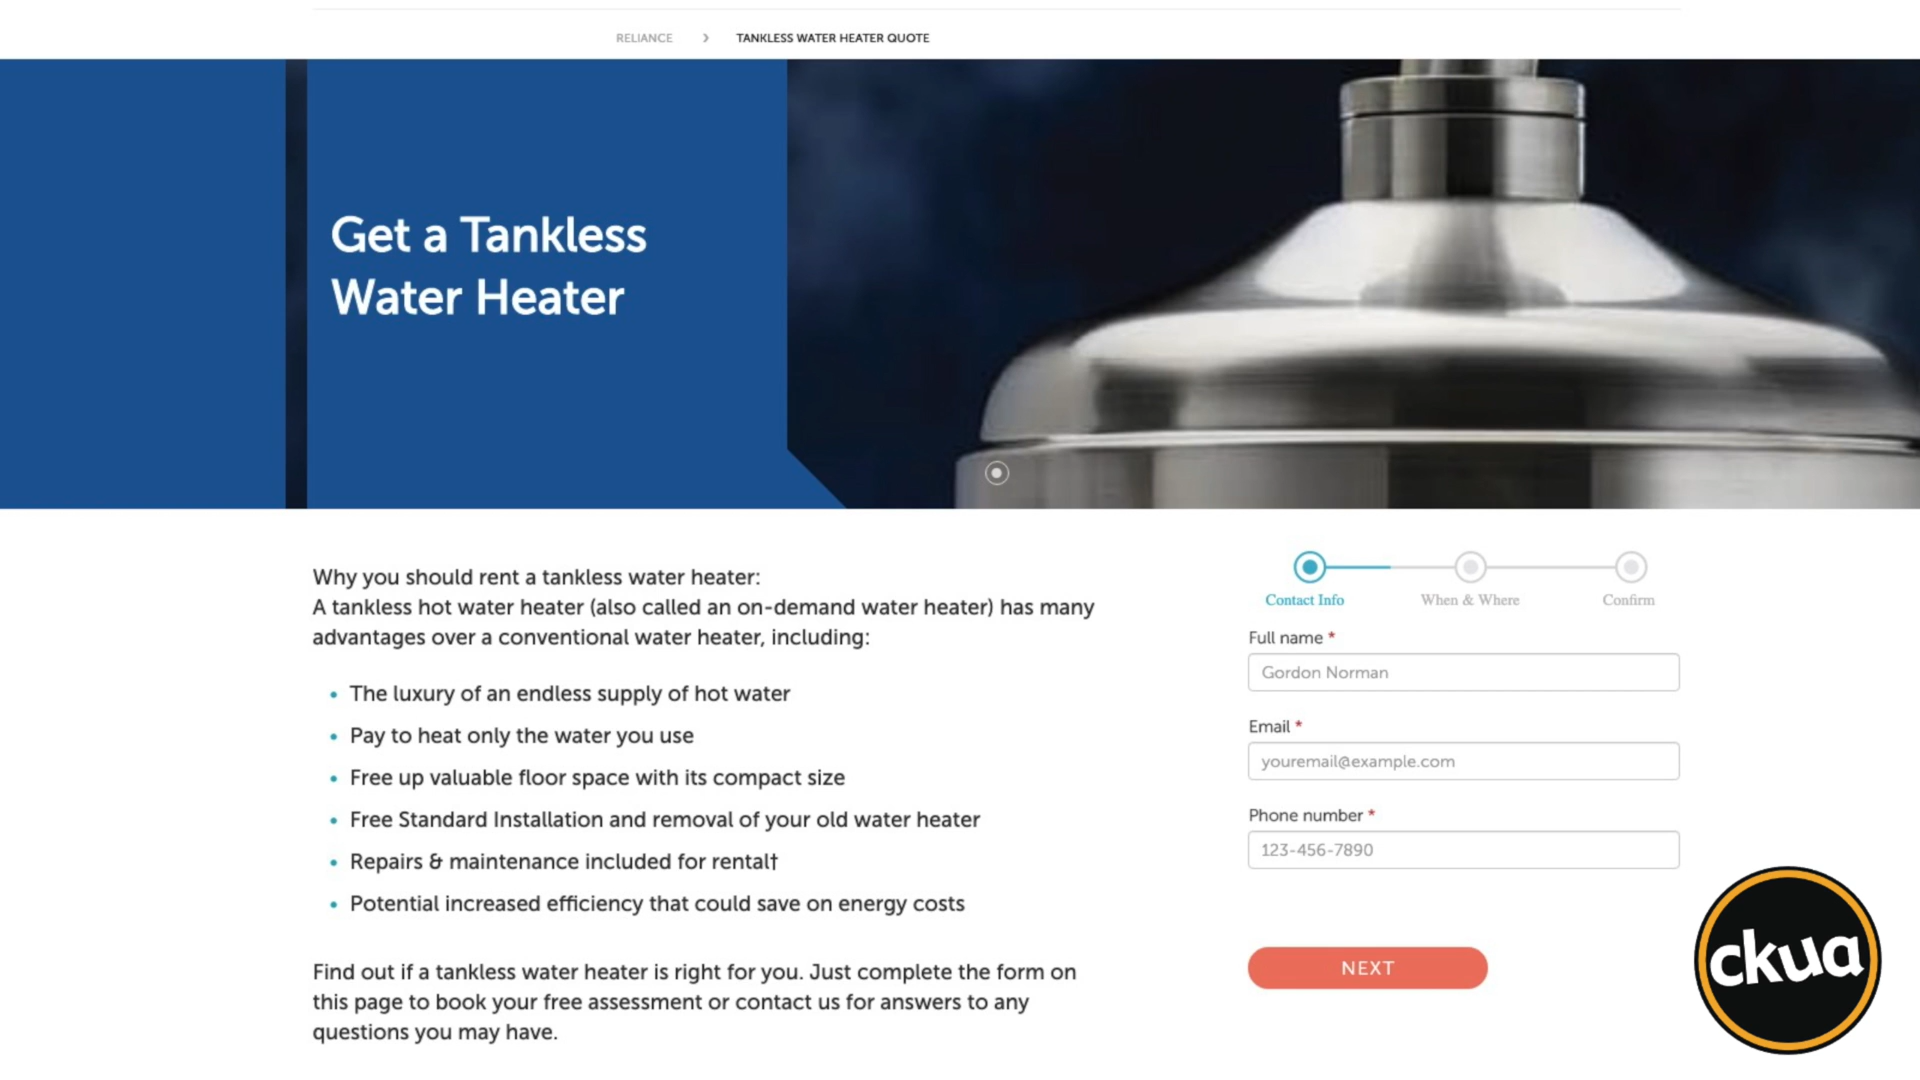 RELIANCE > TANKLESS WATER HEATER QUOTE
Get a Tankless
Water Heater
Why you should rent a tankless water heater:
A tankless hot water heater (also called an on-demand water heater) has many
advantages over a conventional water heater, including:
• The luxury of an endless supply of hot water
• Pay to heat only the water you use
• Free up valuable floor space with its compact size
• Free Standard Installation and removal of your old water heater
• Repairs & maintenance included for rental†
• Potential increased efficiency that could save on energy costs
Find out if a tankless water heater is right for you. Just complete the form on
this page to book your free assessment or contact us for answers to any
questions you may have.
Contact Info When & Where Confirm
Full name *
Gordon Norman
Email *
youremail@example.com
Phone number *
123-456-7890
NEXT
ckua